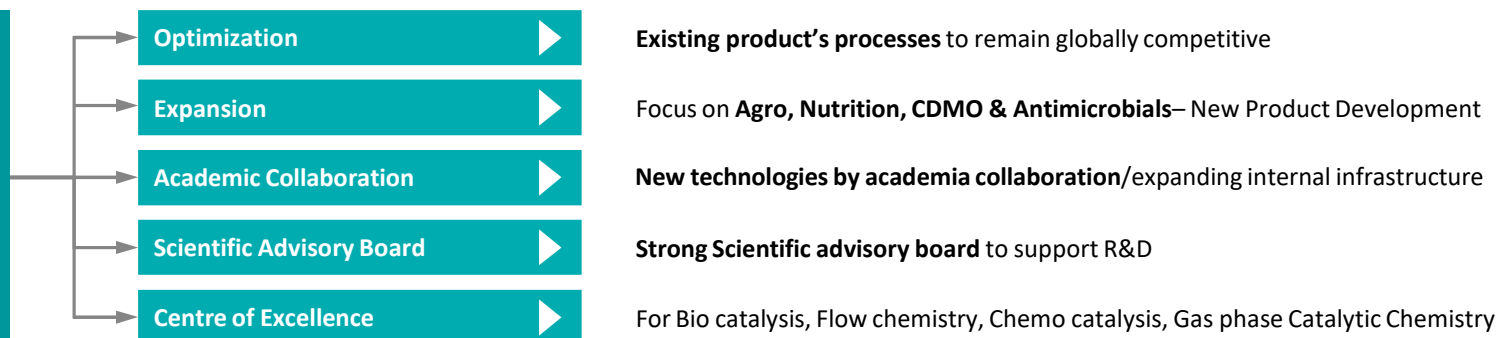 Optimization
Existing product’s processes to remain globally competitive
Expansion
Focus on Agro, Nutrition, CDMO & Antimicrobials– New Product Development
Academic Collaboration
New technologies by academia collaboration/expanding internal infrastructure
Scientific Advisory Board
Strong Scientific advisory board to support R&D
Centre of Excellence
For Bio catalysis, Flow chemistry, Chemo catalysis, Gas phase Catalytic Chemistry